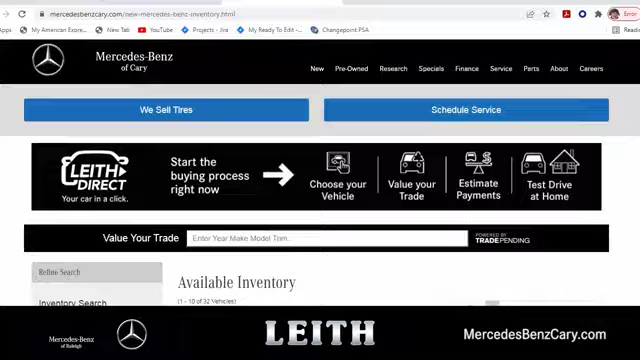 mercedesbenzcary.com/new-mercedes-benz-inventory.html
Error
Apps
My American Expre...
New Tab
YouTube
Projects - Jira
My Ready To Edit -...
Changepoint PSA
Mercedes-Benz
of Cary
New Pre-Owned Research Specials Finance Service Parts About Careers
We Sell Tires
Schedule Service
LEITH
DIRECT
Your car in a click.
Start the
buying process
right now
Choose your
Vehicle
Value your
Trade
Estimate
Payments
Test Drive
at Home
Value Your Trade
Enter Year Make Model Trim...
POWERED BY
TRADEPENDING
Refine Search
Available Inventory
(1 - 10 of 32 Vehicles)
Inventory Search
Mercedes-Benz
of Raleigh
LEITH
MercedesBenzCary.com